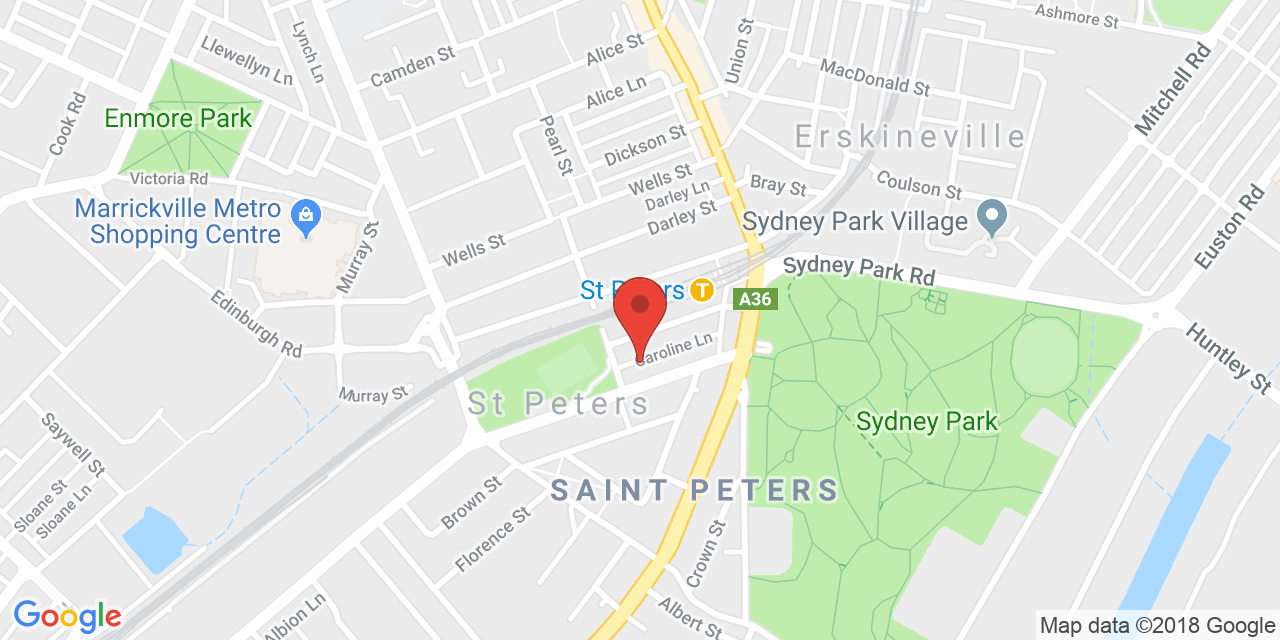 Ashmore St
Llewellyn Ln
Lynch Ln
Camden St
Alice St
Union St
MacDonald St
Mitchell Rd
Alice Ln
Cook Rd
Enmore Park
Pearl St
Dickson St
Erskineville
Victoria Rd
Wells St
Darley Ln
Bray St
Coulson St
Marrickville Metro
Shopping Centre
Murray St
Wells St
Darley St
Sydney Park Village
Euston Rd
Edinburgh Rd
St Peters
T
Sydney Park Rd
A36
Caroline Ln
Huntley St
Murray St
St Peters
Sydney Park
Saywell St
Sloane St
Sloane Ln
Brown St
SAINT PETERS
Florence St
Crown St
Albion Ln
Albert St
Google
Map data ©2018 Google